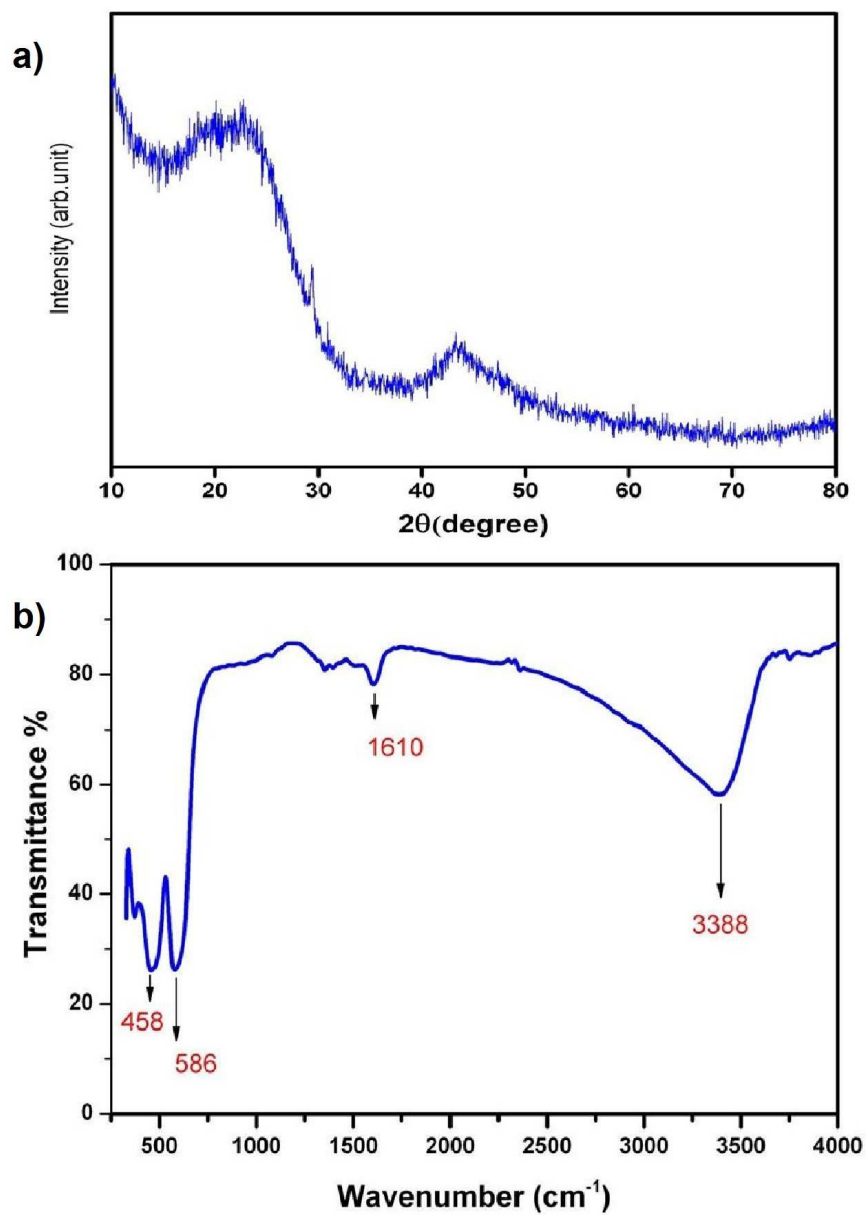 a)
Intensity (arb.unit)
10 20 30 40 50 60 70 80
2θ(degree)
b)
100
80
60
40
20
0
Transmittance %
1610
3388
458
586
500 1000 1500 2000 2500 3000 3500 4000
Wavenumber (cm⁻¹)